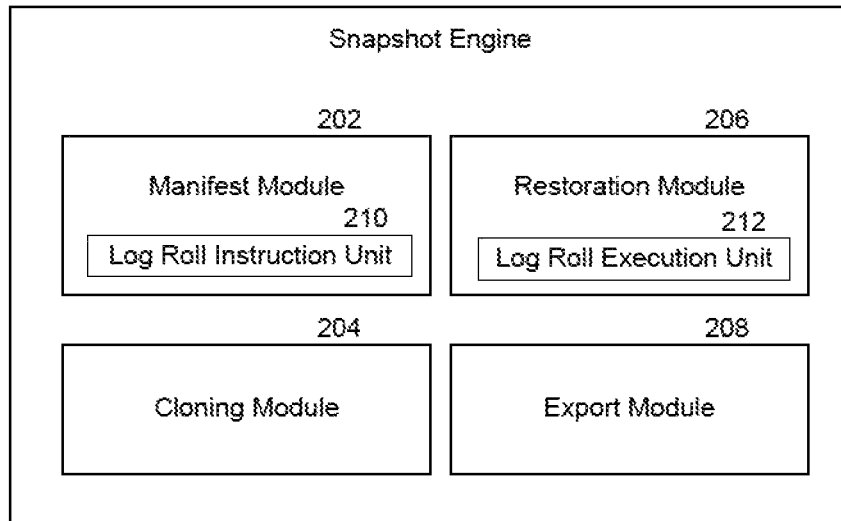 Snapshot Engine
202
Manifest Module
210
Log Roll Instruction Unit
206
Restoration Module
212
Log Roll Execution Unit
204
Cloning Module
208
Export Module